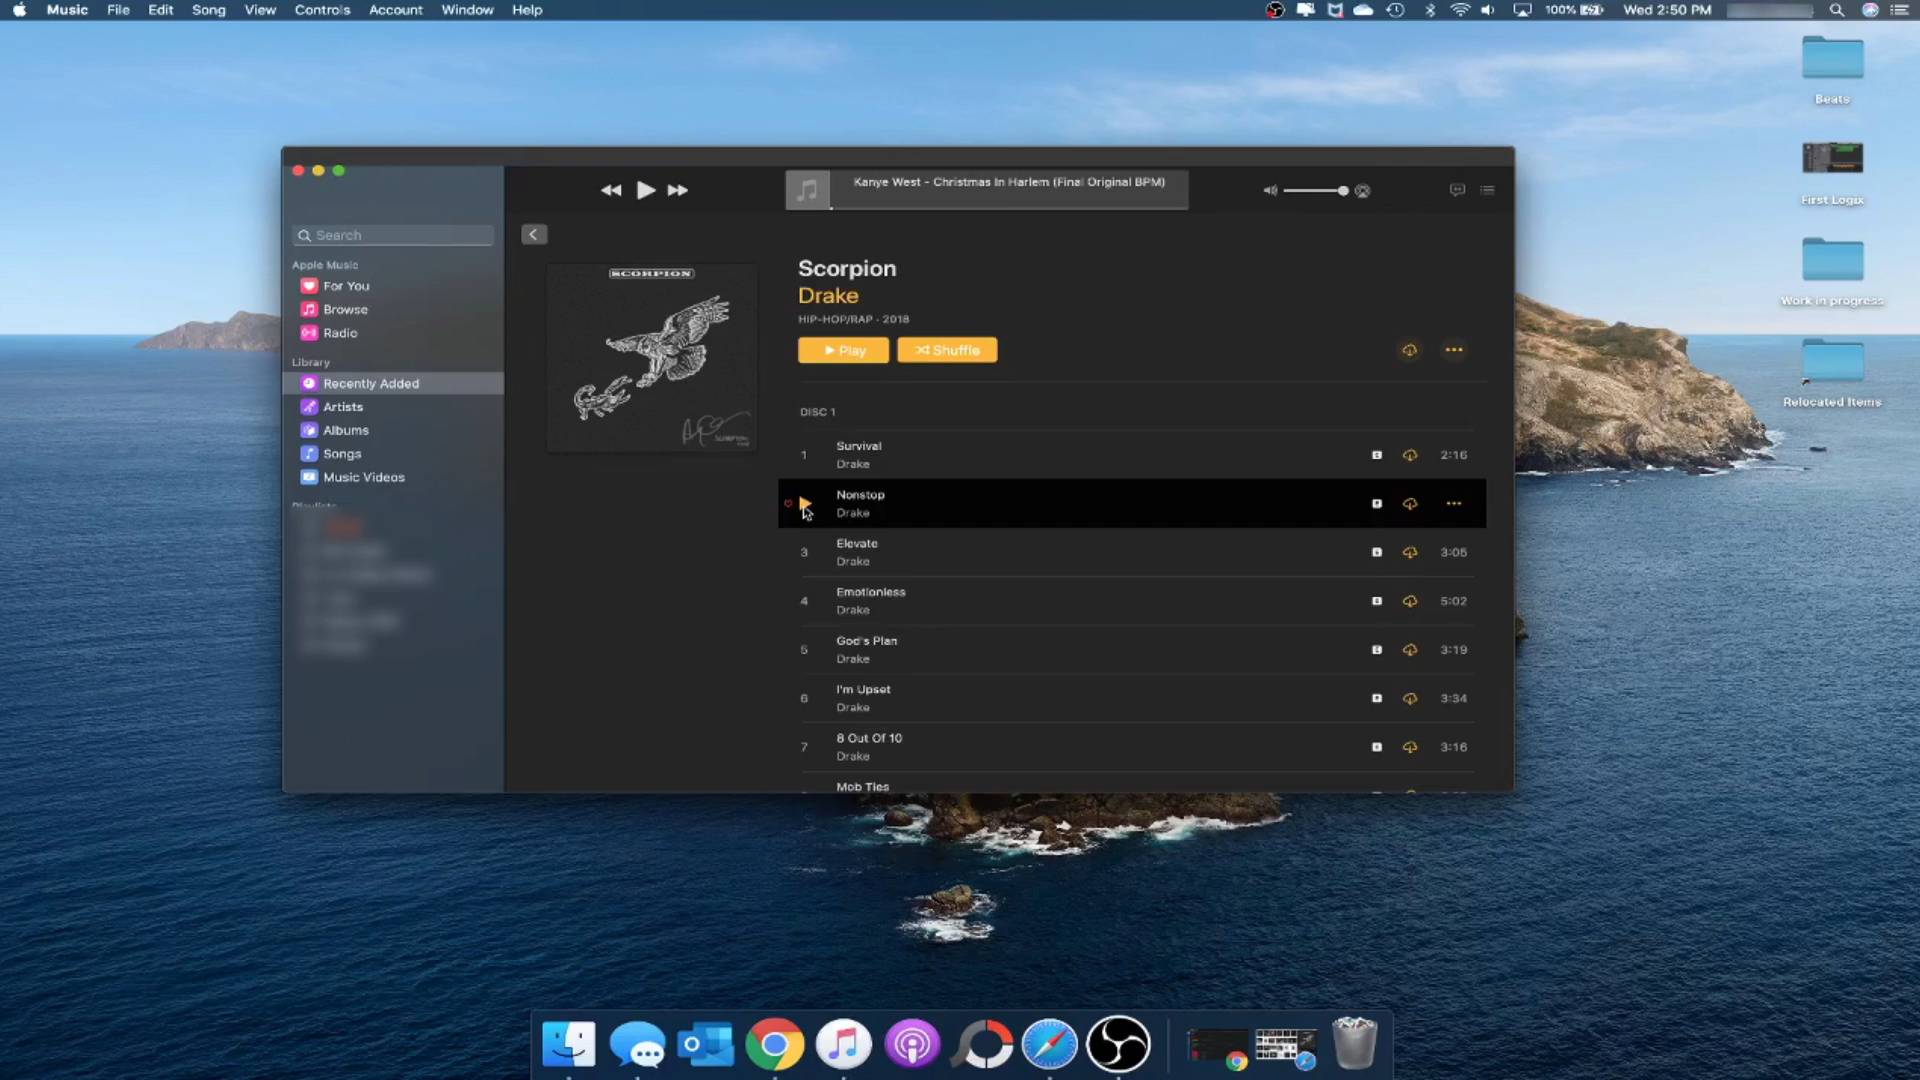 Music File Edit Song View Controls Account Window Help 100% Wed 2:50 PM
Beats
First Logix
Work in progress
Relocated Items
Kanye West - Christmas In Harlem (Final Original BPM)
Search
Apple Music
For You
Browse
Radio
Library
Recently Added
Artists
Albums
Songs
Music Videos
Playlists
SCORPION
Scorpion
Drake
HIP-HOP/RAP · 2018
Play Shuffle
DISC 1
1 Survival 2:16
Drake
Nonstop
Drake
3 Elevate 3:05
Drake
4 Emotionless 5:02
Drake
5 God's Plan 3:19
Drake
6 I'm Upset 3:34
Drake
7 8 Out Of 10 3:16
Drake
Mob Ties